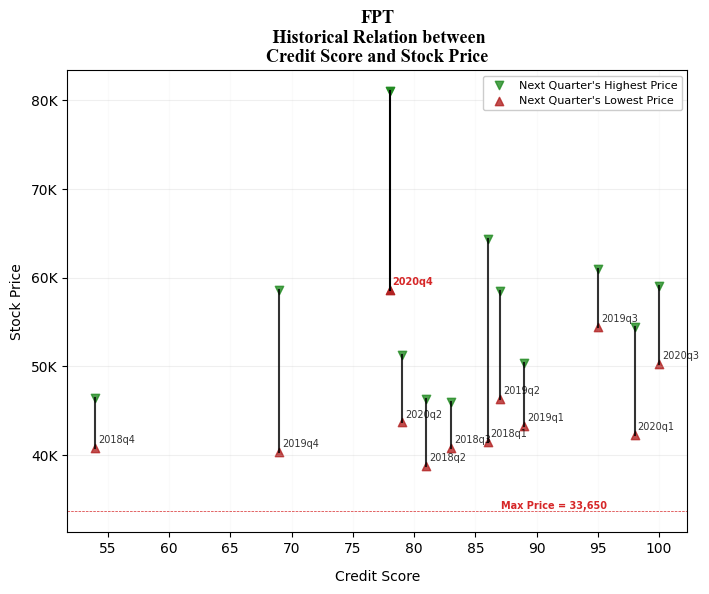 FPT
Historical Relation between
Credit Score and Stock Price
Next Quarter's Highest Price
Next Quarter's Lowest Price
80K
70K
60K
50K
40K
Stock Price
2020q4
2019q3
2020q3
2019q2
2020q2
2019q1
2020q1
2018q1
2018q4
2019q4
2018q3
2018q2
Max Price = 33,650
55 60 65 70 75 80 85 90 95 100
Credit Score